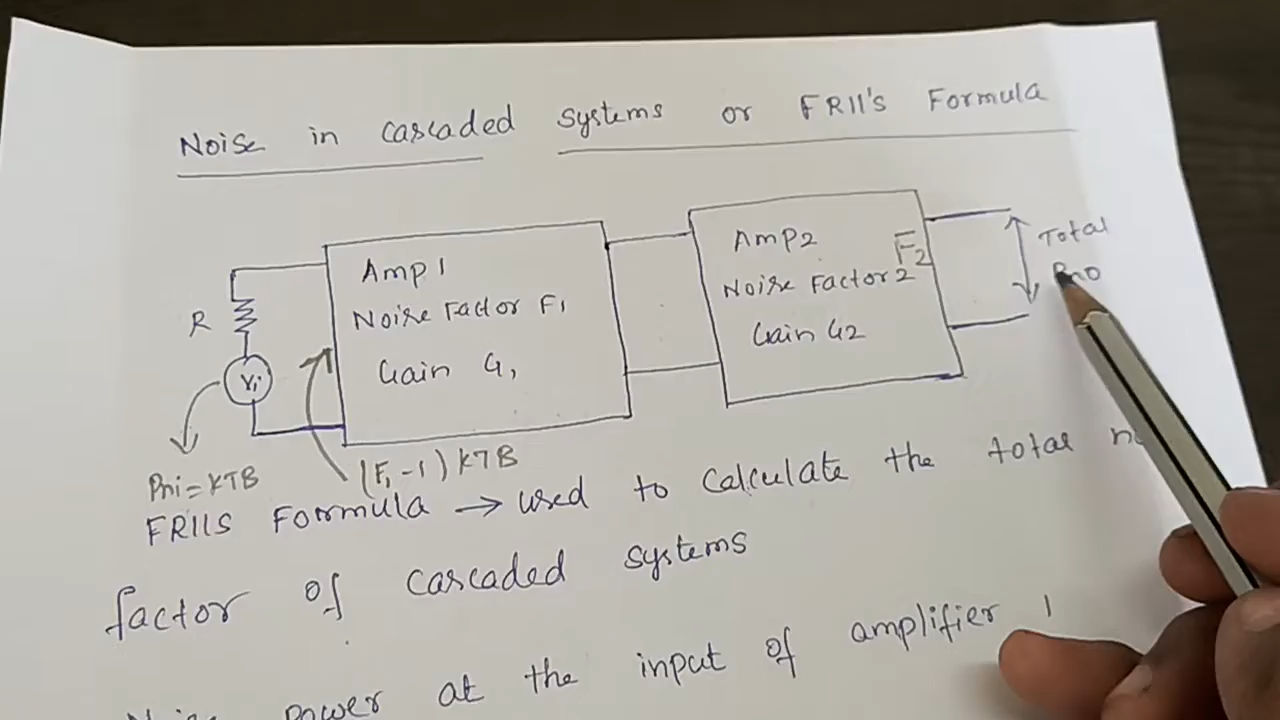 Noise in cascaded systems or FRII's Formula
Amp 1
Noise Factor F1
Gain G1
R
Vi
Pni = KTB
(F1-1) KTB
Amp2
F2
Noise Factor 2
Gain G2
Total
Pno
FRIIS Formula → used to calculate the total
factor of cascaded systems
power at the input of amplifier 1